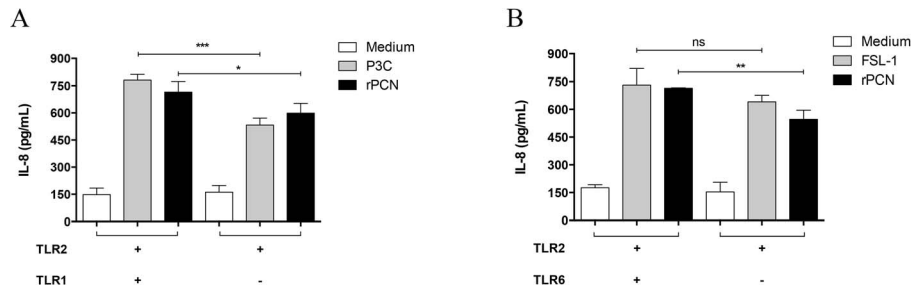 A
***
*
Medium
P3C
rPCN
IL-8 (pg/mL)
900
750
600
450
300
150
0
TLR2 + +
TLR1 + -
B
ns
**
Medium
FSL-1
rPCN
IL-8 (pg/mL)
900
750
600
450
300
150
0
TLR2 + +
TLR6 + -